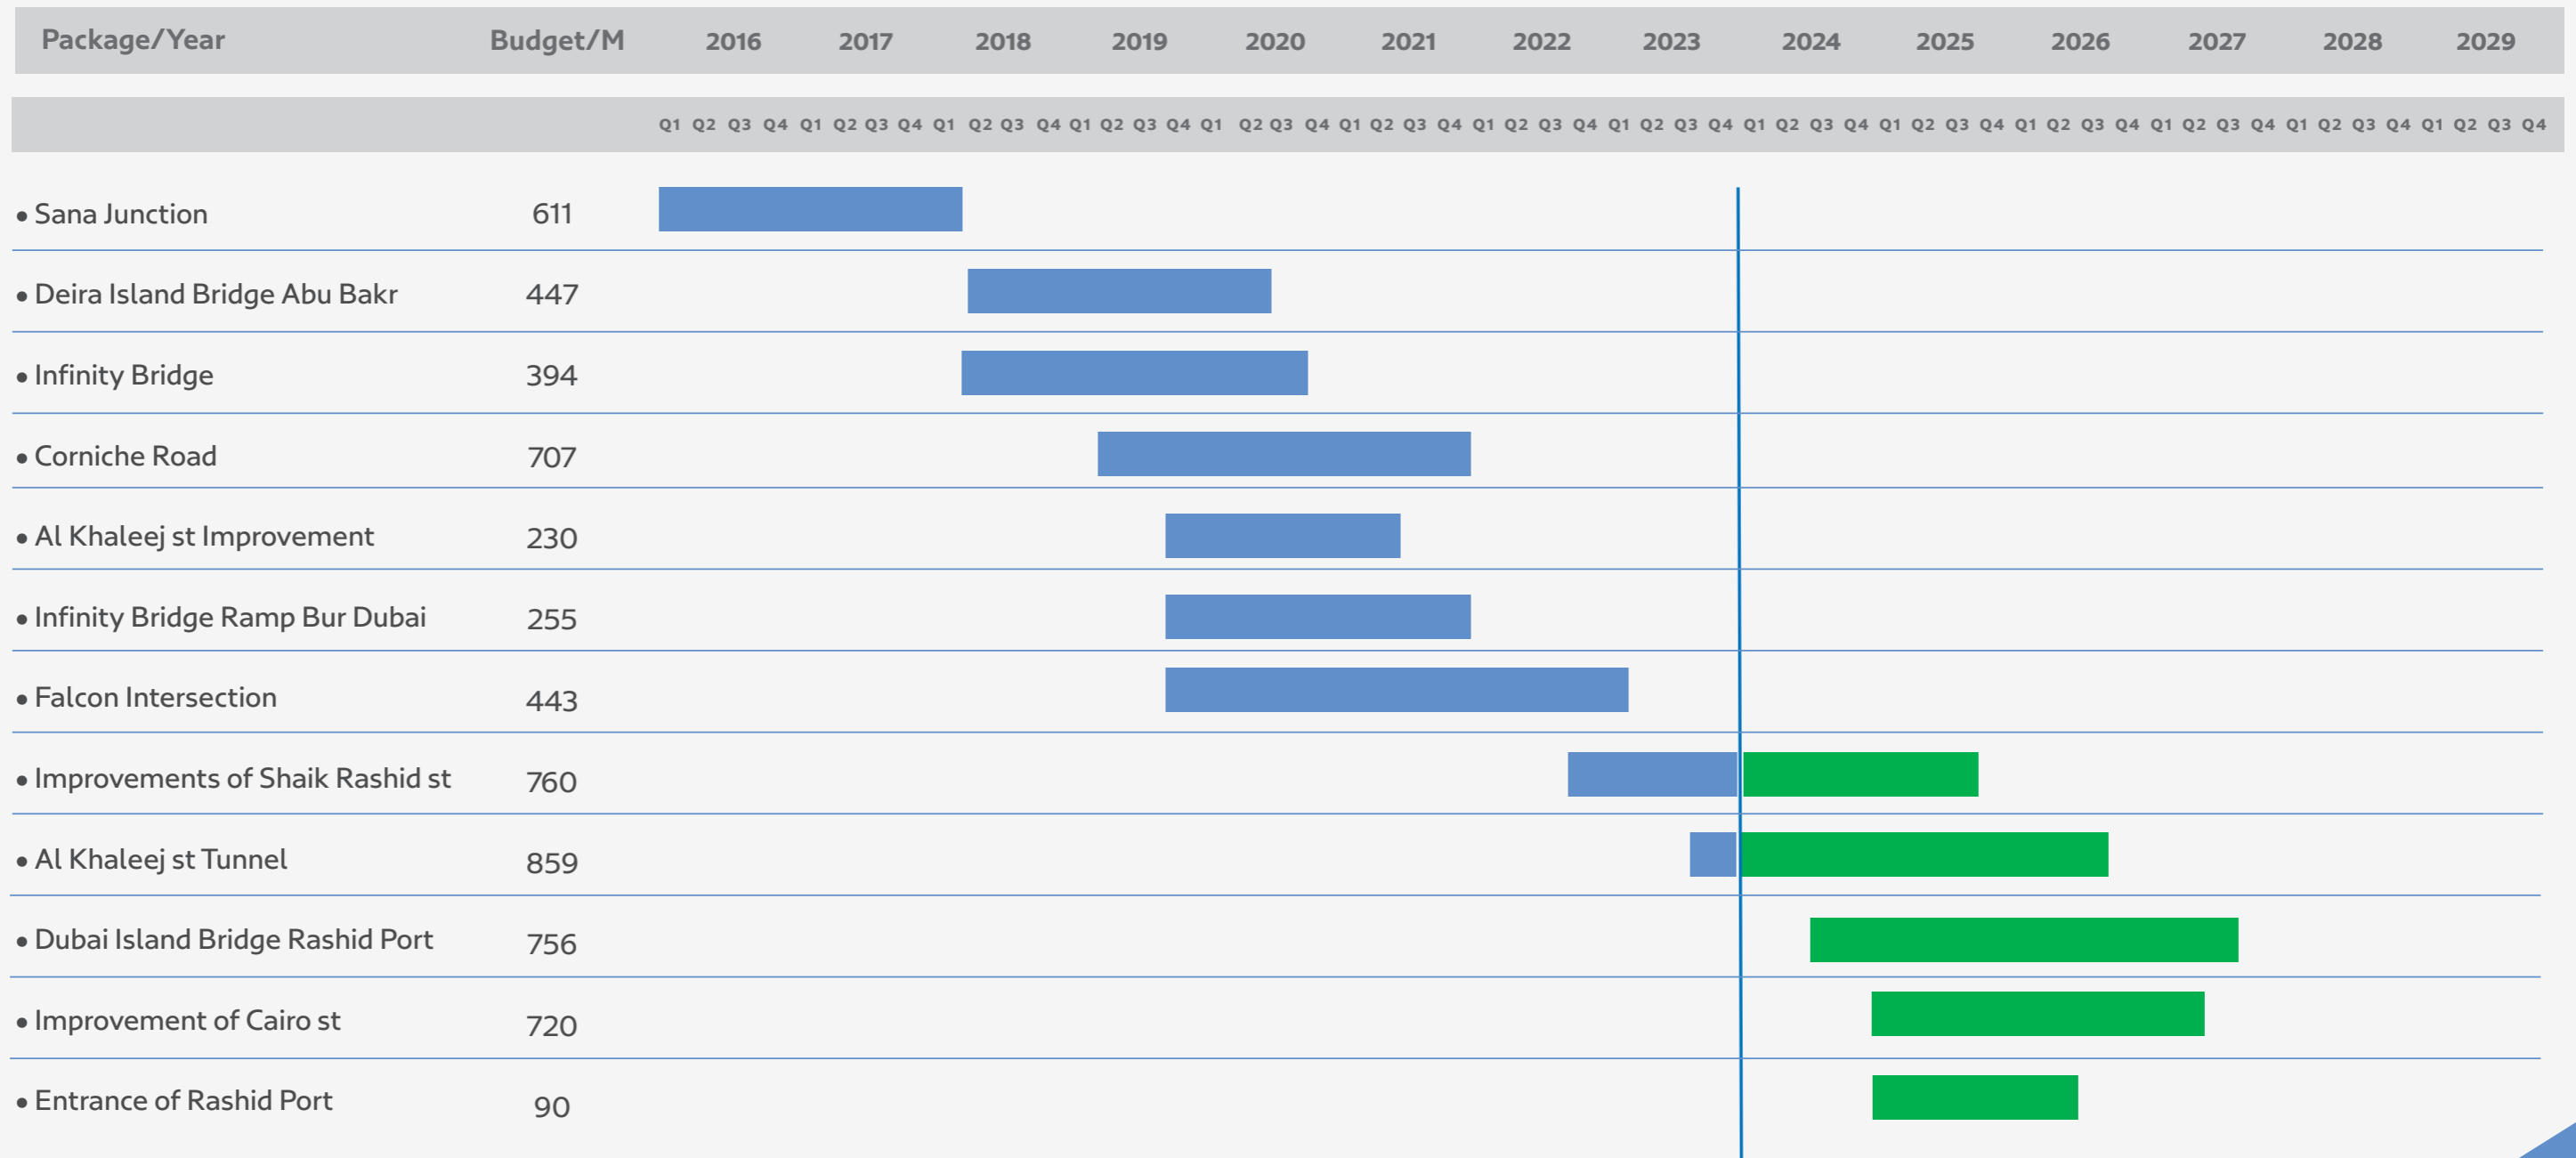 Package/Year Budget/M 2016 2017 2018 2019 2020 2021 2022 2023 2024 2025 2026 2027 2028 2029
Q1 Q2 Q3 Q4 Q1 Q2 Q3 Q4 Q1 Q2 Q3 Q4 Q1 Q2 Q3 Q4 Q1 Q2 Q3 Q4 Q1 Q2 Q3 Q4 Q1 Q2 Q3 Q4 Q1 Q2 Q3 Q4 Q1 Q2 Q3 Q4 Q1 Q2 Q3 Q4 Q1 Q2 Q3 Q4 Q1 Q2 Q3 Q4 Q1 Q2 Q3 Q4 Q1 Q2 Q3 Q4
• Sana Junction 611
• Deira Island Bridge Abu Bakr 447
• Infinity Bridge 394
• Corniche Road 707
• Al Khaleej st Improvement 230
• Infinity Bridge Ramp Bur Dubai 255
• Falcon Intersection 443
• Improvements of Shaik Rashid st 760
• Al Khaleej st Tunnel 859
• Dubai Island Bridge Rashid Port 756
• Improvement of Cairo st 720
• Entrance of Rashid Port 90